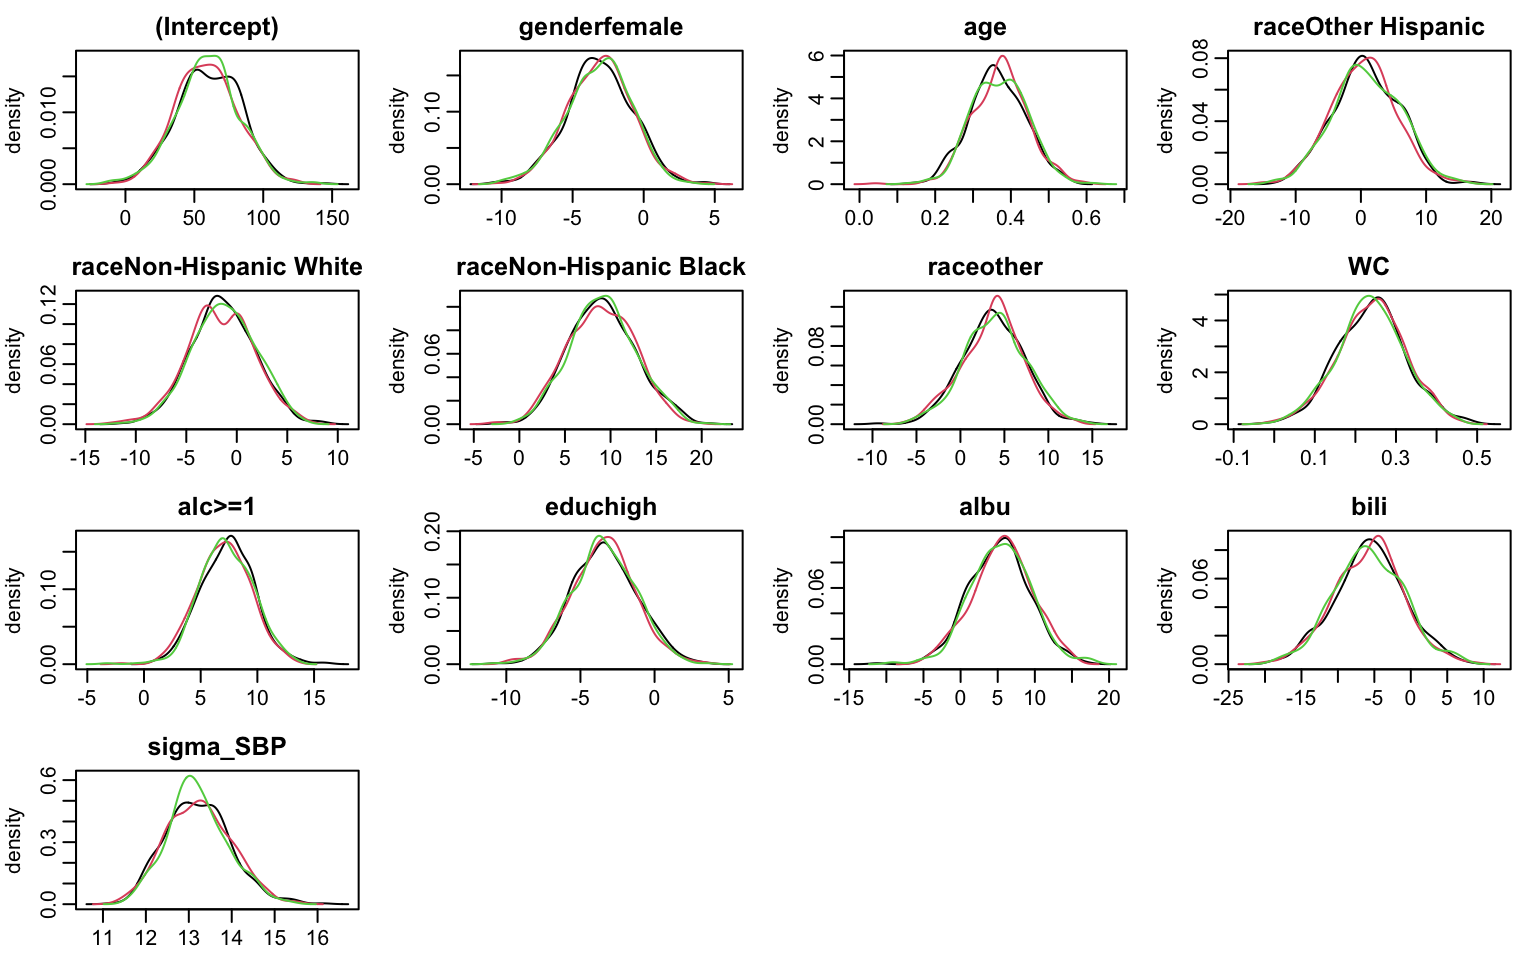 (Intercept)
density
0.000 0.010
0 50 100 150
genderfemale
density
0.00 0.10
-10 -5 0 5
age
density
0 2 4 6
0.0 0.2 0.4 0.6
raceOther Hispanic
density
0.00 0.04 0.08
-20 -10 0 10 20
raceNon-Hispanic White
density
0.00 0.06 0.12
-15 -10 -5 0 5 10
raceNon-Hispanic Black
density
0.00 0.06
-5 0 5 10 20
raceother
density
0.00 0.08
-10 -5 0 5 10 15
WC
density
0 2 4
-0.1 0.1 0.3 0.5
alc>=1
density
0.00 0.10
-5 0 5 10 15
educhigh
density
0.00 0.10 0.20
-10 -5 0 5
albu
density
0.00 0.06
-15 -5 0 5 10 20
bili
density
0.00 0.06
-25 -15 -5 0 5 10
sigma_SBP
density
0.0 0.3 0.6
11 12 13 14 15 16